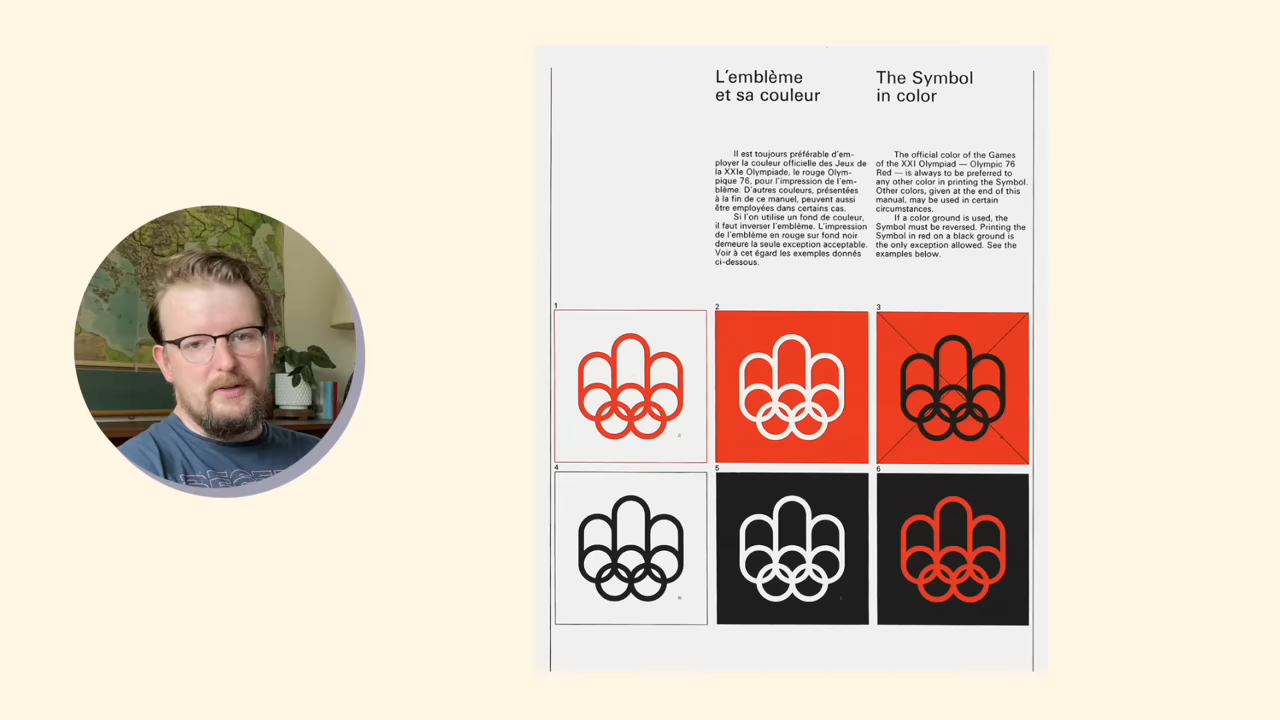 L'emblème
et sa couleur
Il est toujours préférable d'em-
ployer la couleur officielle des Jeux de
la XXIe Olympiade, le rouge Olym-
pique 76, pour l'impression de l'em-
blème. D'autres couleurs, présentées
à la fin de ce manuel, peuvent aussi
être employées dans certains cas.
Si l'on utilise un fond de couleur,
il faut inverser l'emblème. L'impression
de l'emblème en rouge sur fond noir
demeure la seule exception acceptable.
Voir à cet égard les exemples donnés
ci-dessous.
The Symbol
in color
The official color of the Games
of the XXI Olympiad — Olympic 76
Red — is always to be preferred to
any other color in printing the Symbol.
Other colors, given at the end of this
manual, may be used in certain
circumstances.
If a color ground is used, the
Symbol must be reversed. Printing the
Symbol in red on a black ground is
the only exception allowed. See the
examples below.
1
2
3
4
5
6